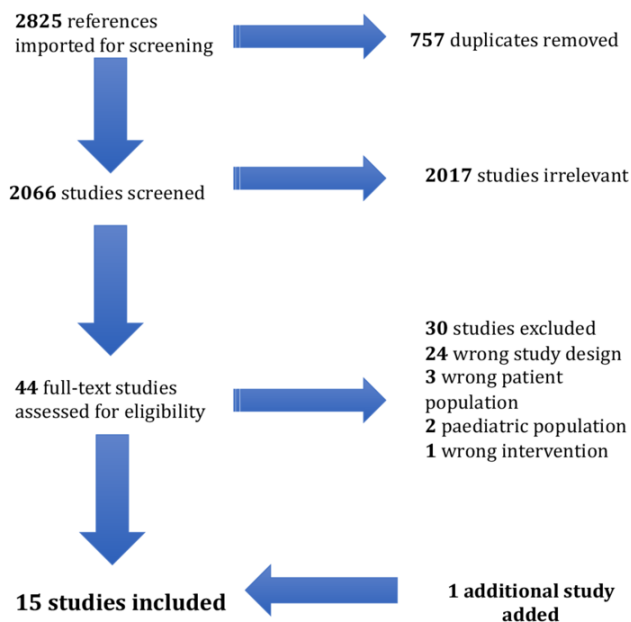 2825 references
imported for screening
757 duplicates removed
2066 studies screened
2017 studies irrelevant
30 studies excluded
24 wrong study design
3 wrong patient
population
2 paediatric population
1 wrong intervention
44 full-text studies
assessed for eligibility
15 studies included
1 additional study
added